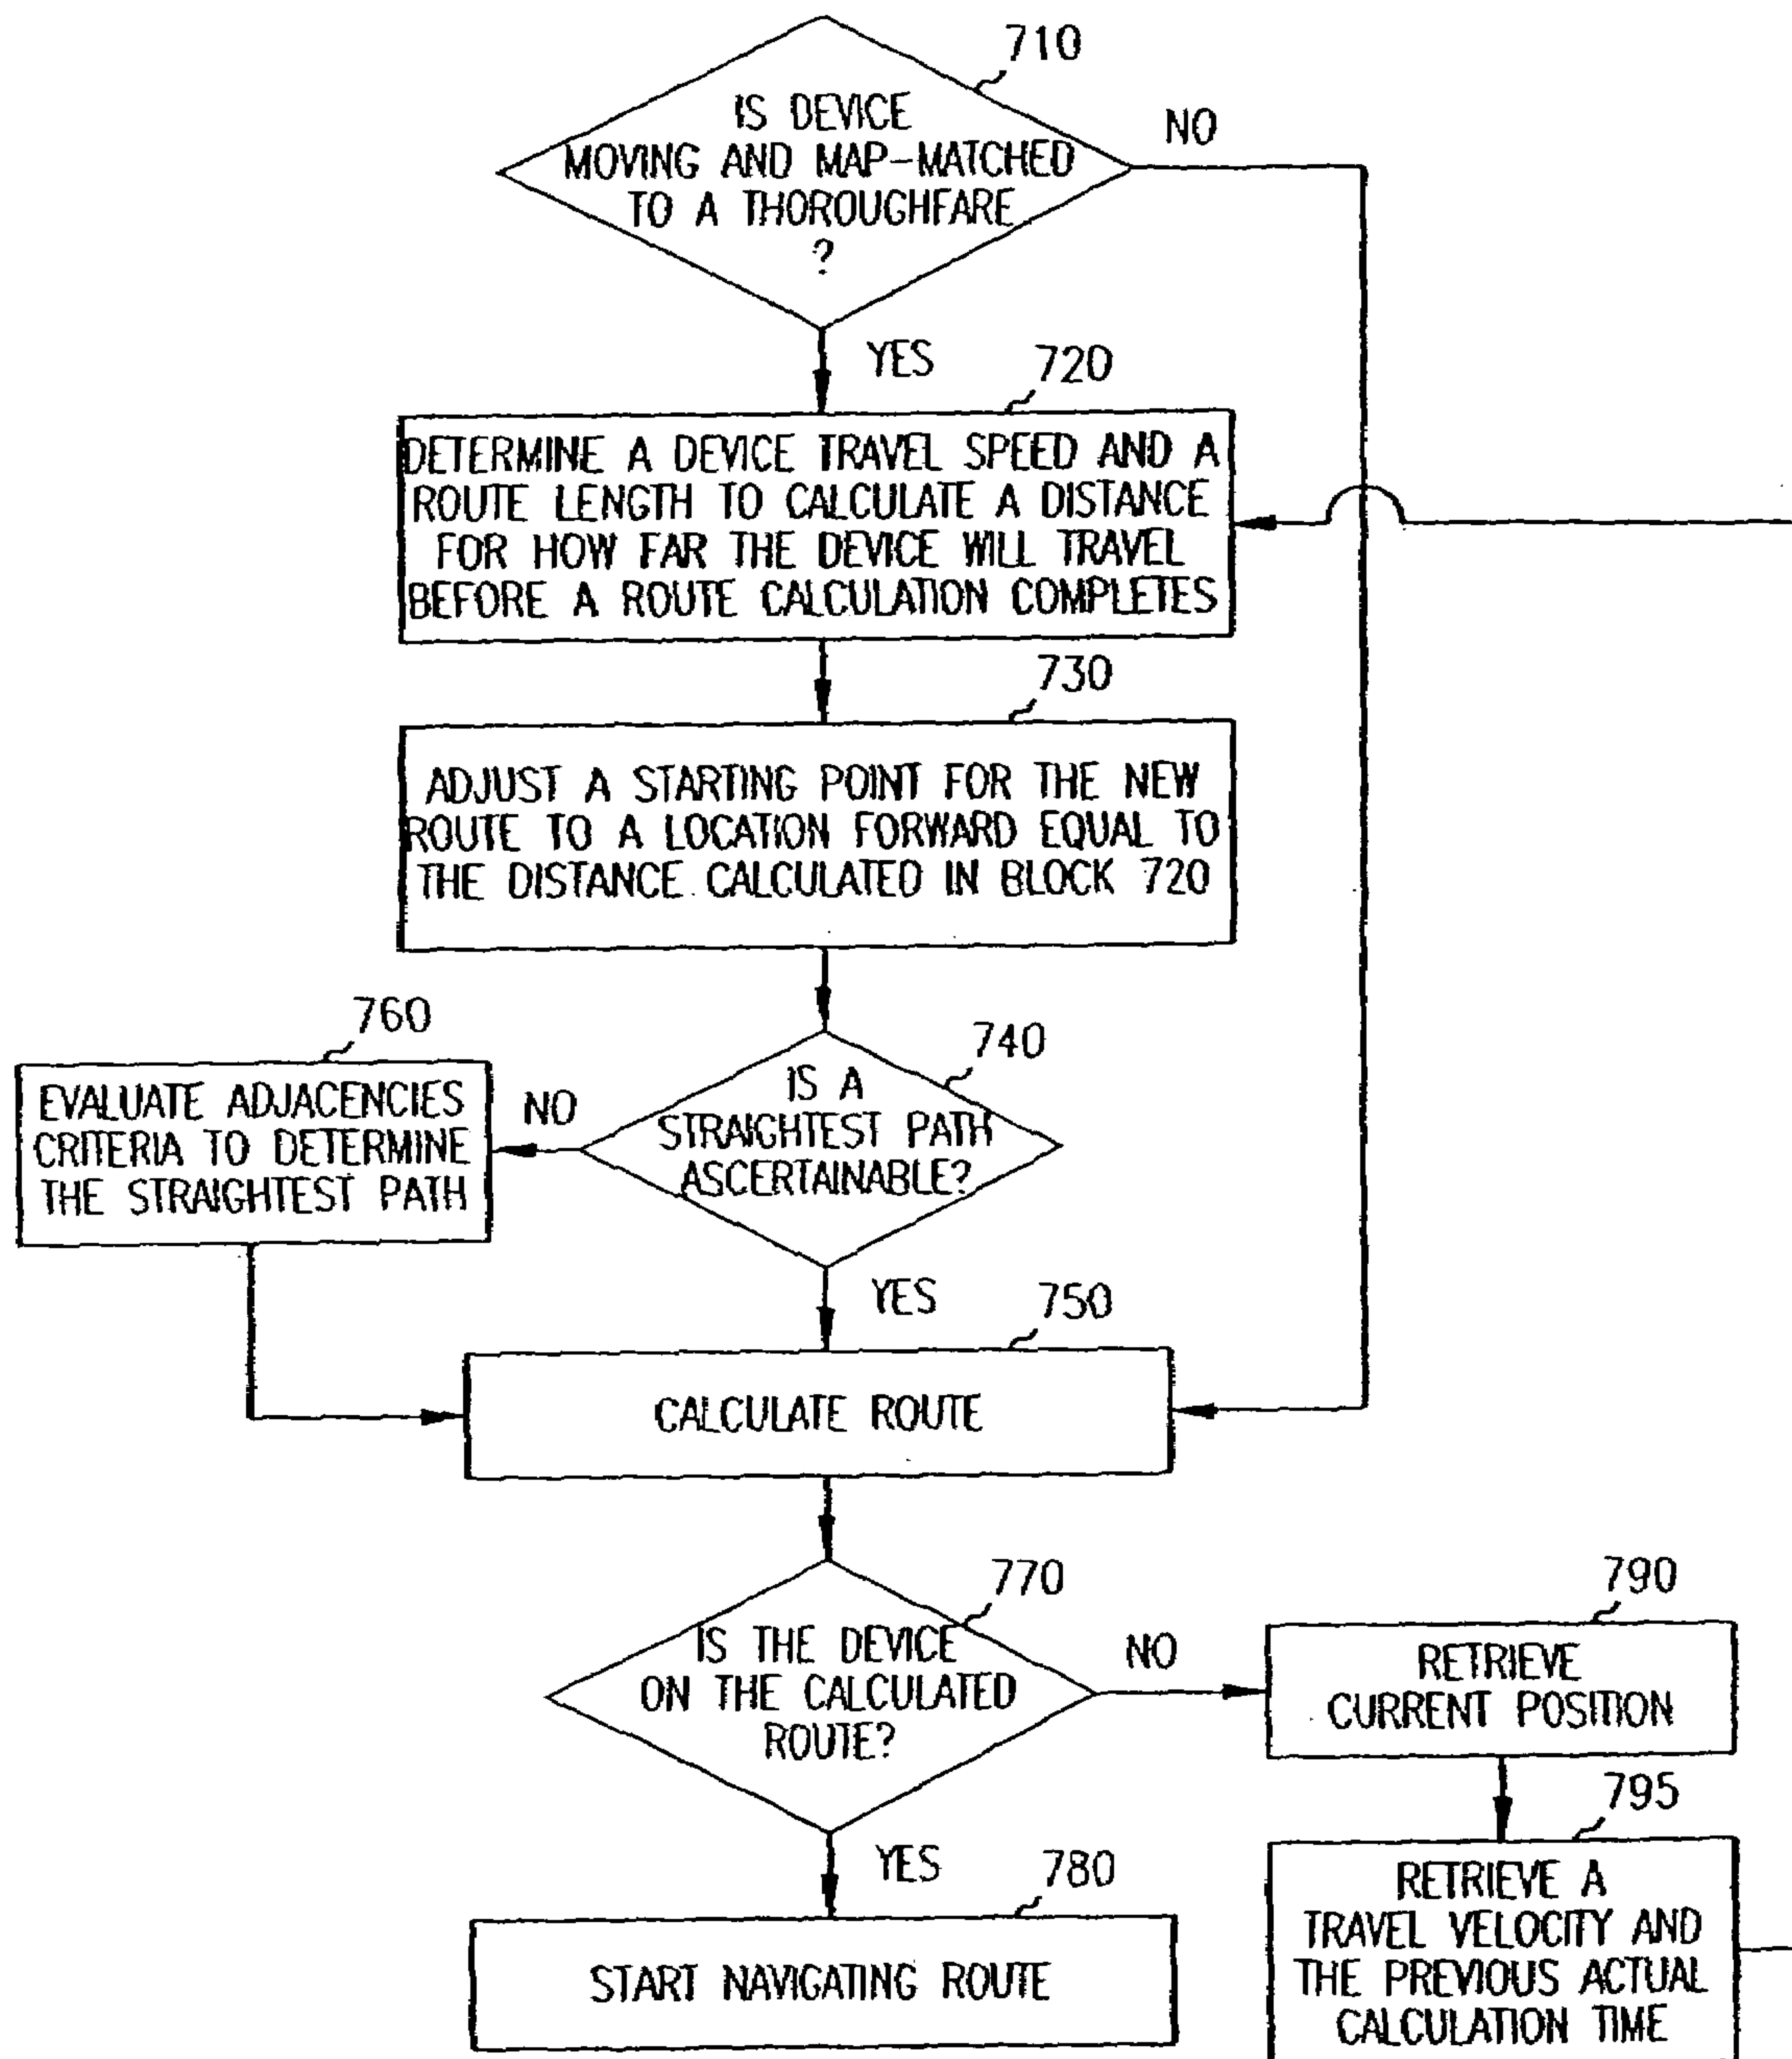 710
IS DEVICE
MOVING AND MAP-MATCHED
TO A THOROUGHFARE
?
NO
YES
720
DETERMINE A DEVICE TRAVEL SPEED AND A
ROUTE LENGTH TO CALCULATE A DISTANCE
FOR HOW FAR THE DEVICE WILL TRAVEL
BEFORE A ROUTE CALCULATION COMPLETES
730
ADJUST A STARTING POINT FOR THE NEW
ROUTE TO A LOCATION FORWARD EQUAL TO
THE DISTANCE CALCULATED IN BLOCK 720
740
IS A
STRAIGHTEST PATH
ASCERTAINABLE?
NO
760
EVALUATE ADJACENCIES
CRITERIA TO DETERMINE
THE STRAIGHTEST PATH
YES
750
CALCULATE ROUTE
770
IS THE DEVICE
ON THE CALCULATED
ROUTE?
NO
790
RETRIEVE
CURRENT POSITION
795
RETRIEVE A
TRAVEL VELOCITY AND
THE PREVIOUS ACTUAL
CALCULATION TIME
YES
780
START NAVIGATING ROUTE